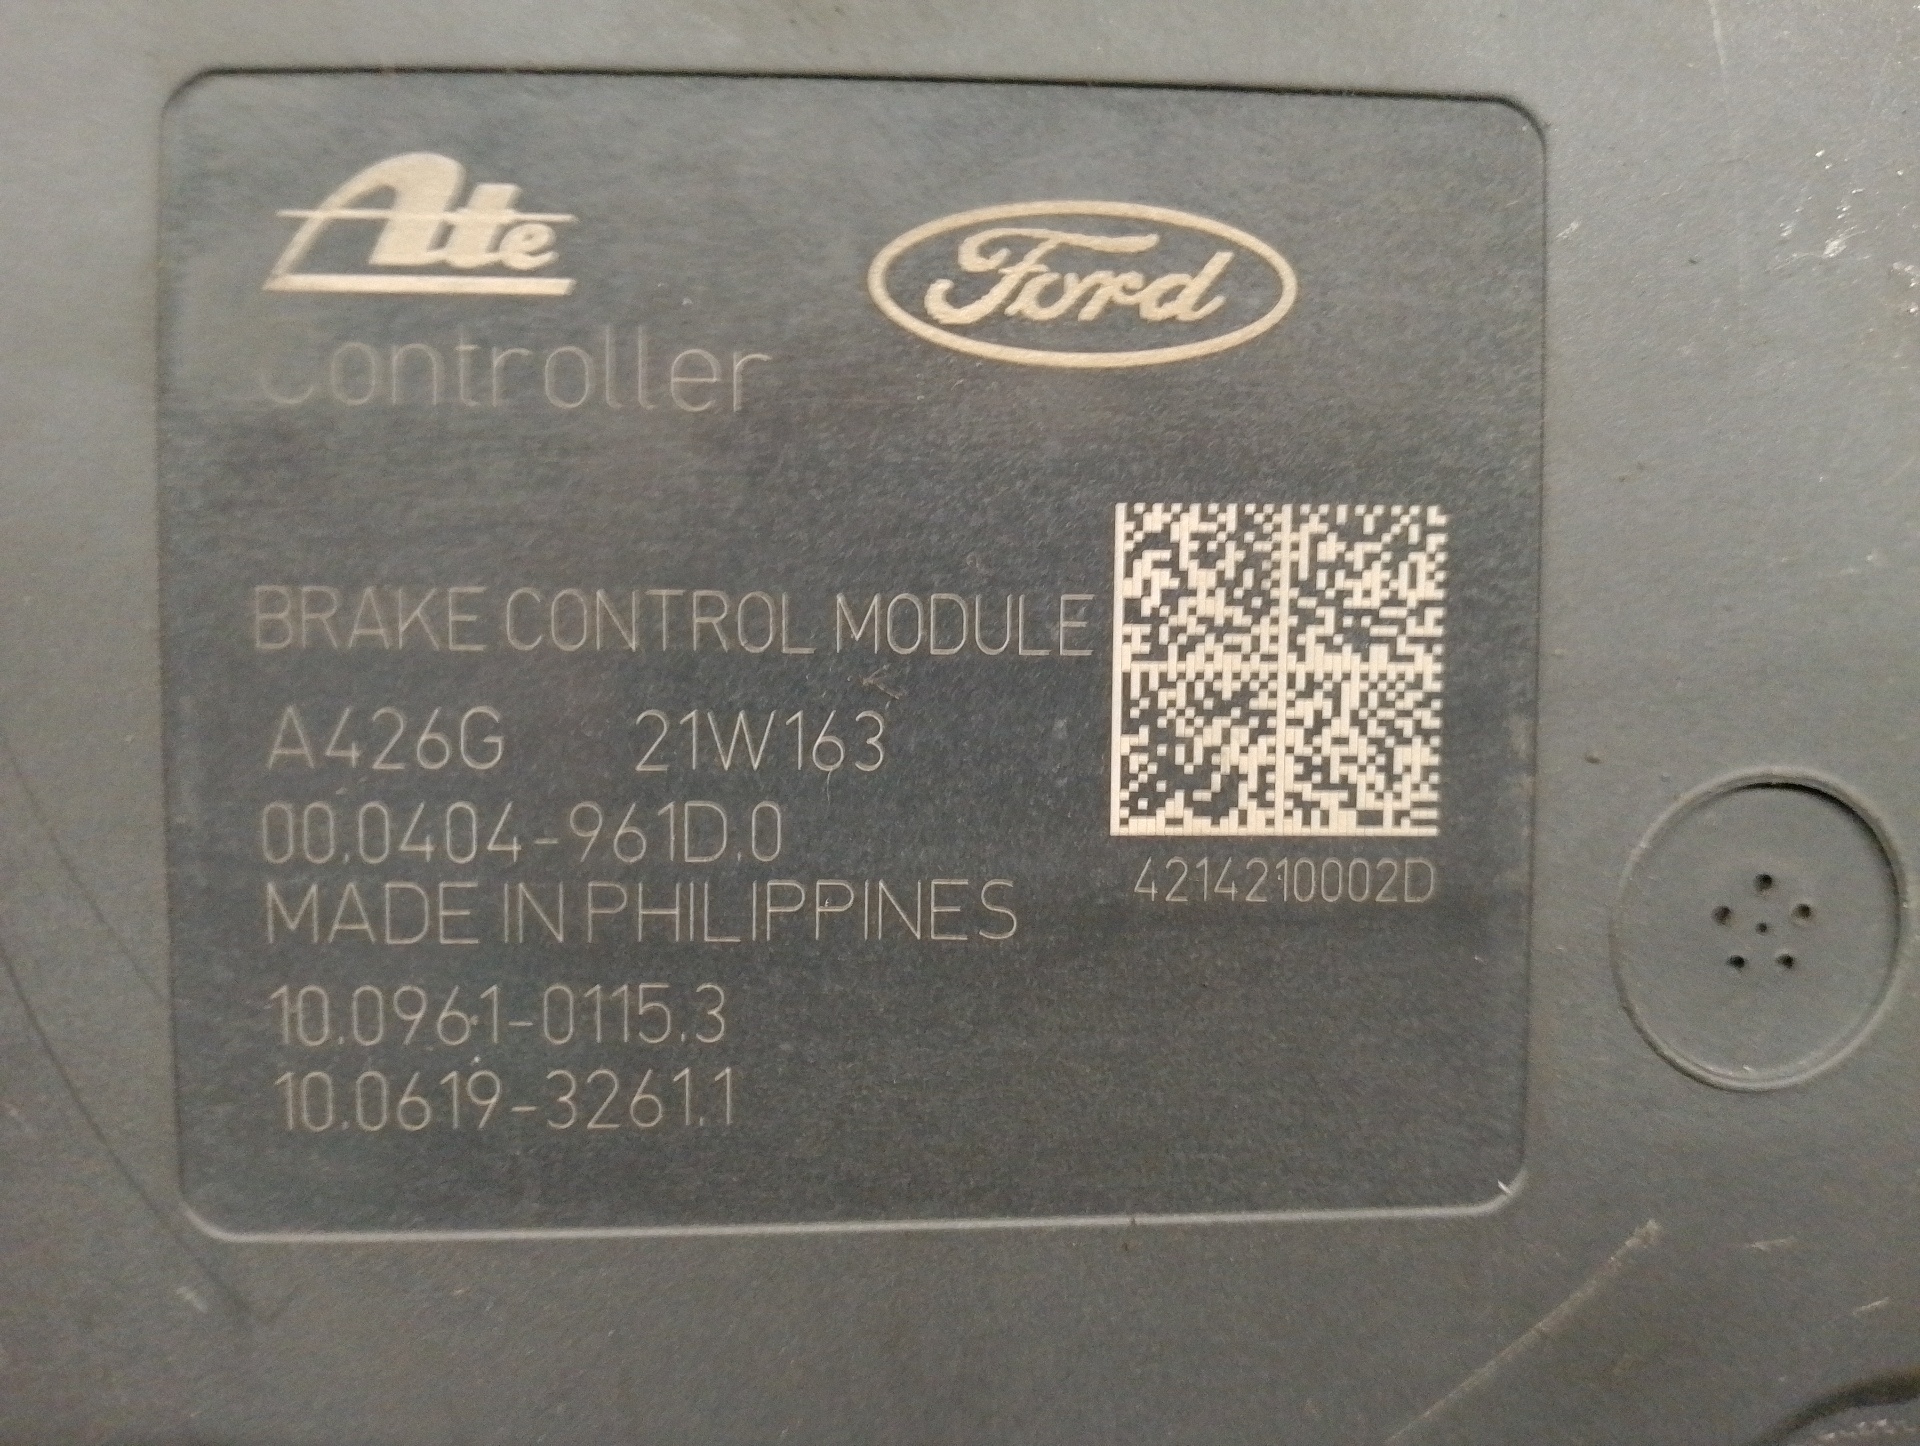 Ate
Ford
Controller
BRAKE CONTROL MODULE
A426G 21W163
00.0404-961D.0
MADE IN PHILIPPINES
4214210002D
10.0961-0115.3
10.0619-3261.1